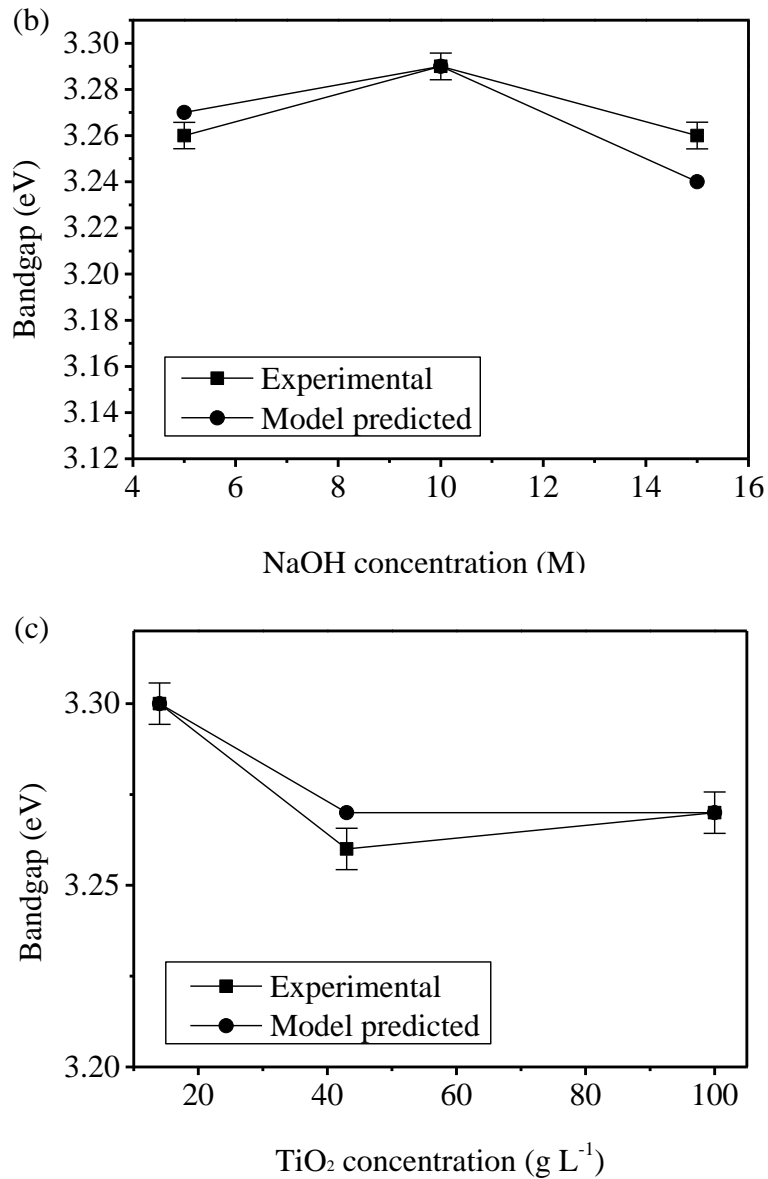 (b)
3.30
3.28
3.26
3.24
3.22
3.20
3.18
3.16
3.14
3.12
Bandgap (eV)
Experimental
Model predicted
4 6 8 10 12 14 16
NaOH concentration (M)
(c)
3.30
3.25
3.20
Bandgap (eV)
Experimental
Model predicted
20 40 60 80 100
TiO₂ concentration (g L⁻¹)